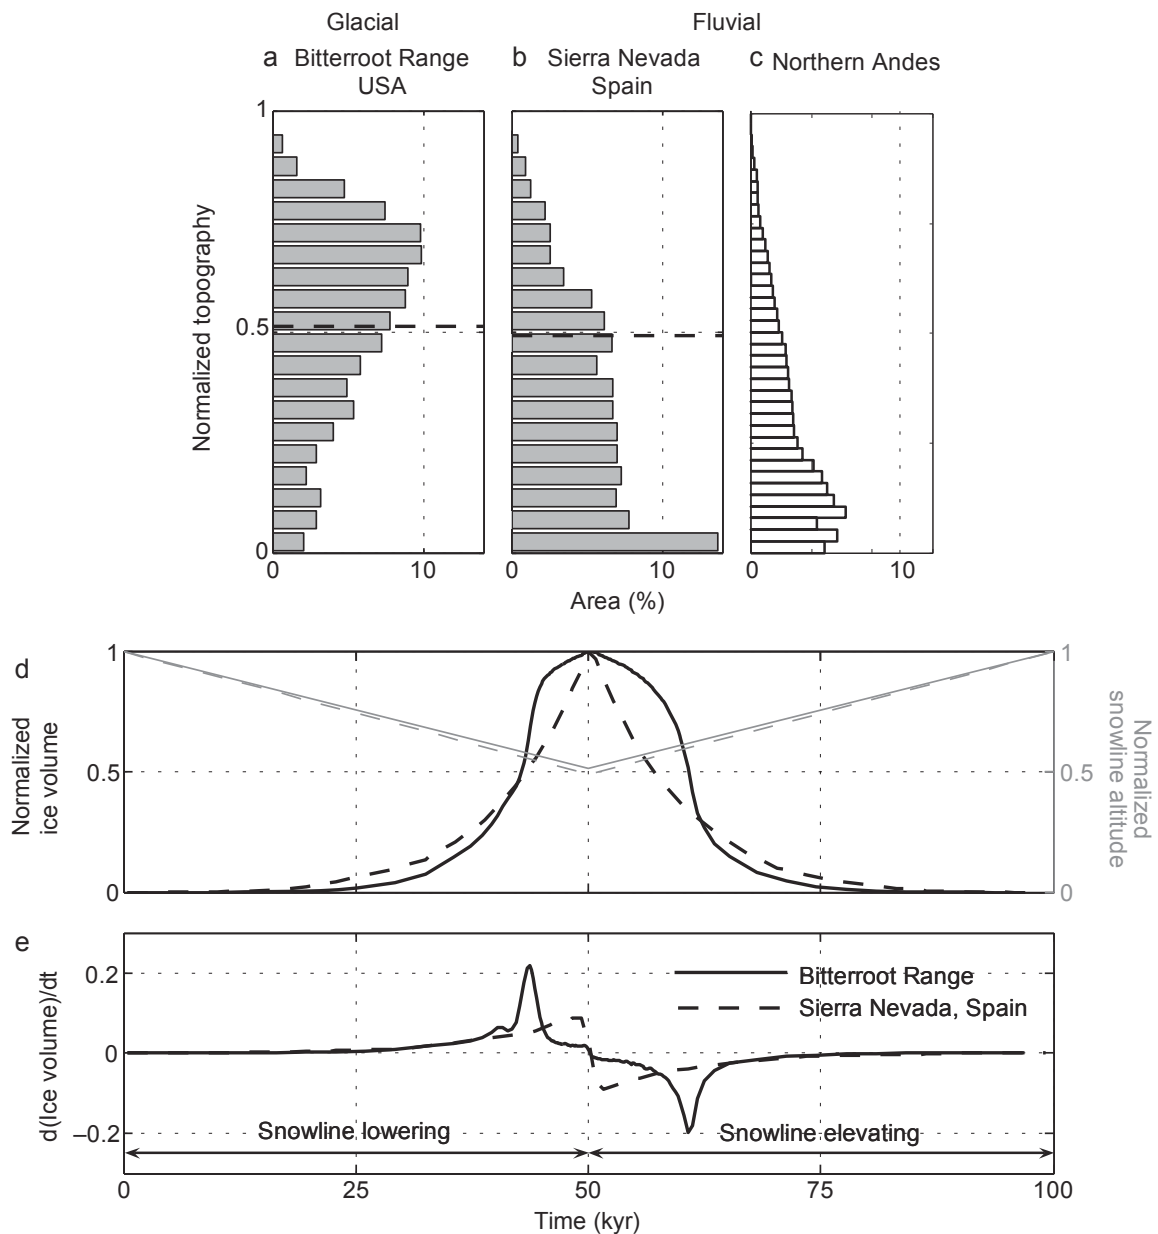 Glacial
Fluvial
a Bitterroot Range
USA
b Sierra Nevada
Spain
c Northern Andes
Normalized topography
1
0.5
0
0 10
0 10
0 10
Area (%)
d
Normalized
ice volume
1
0.5
0
1
0.5
0
Normalized
snowline altitude
e
d(Ice volume)/dt
0.2
0
–0.2
Bitterroot Range
Sierra Nevada, Spain
Snowline lowering
Snowline elevating
0 25 50 75 100
Time (kyr)